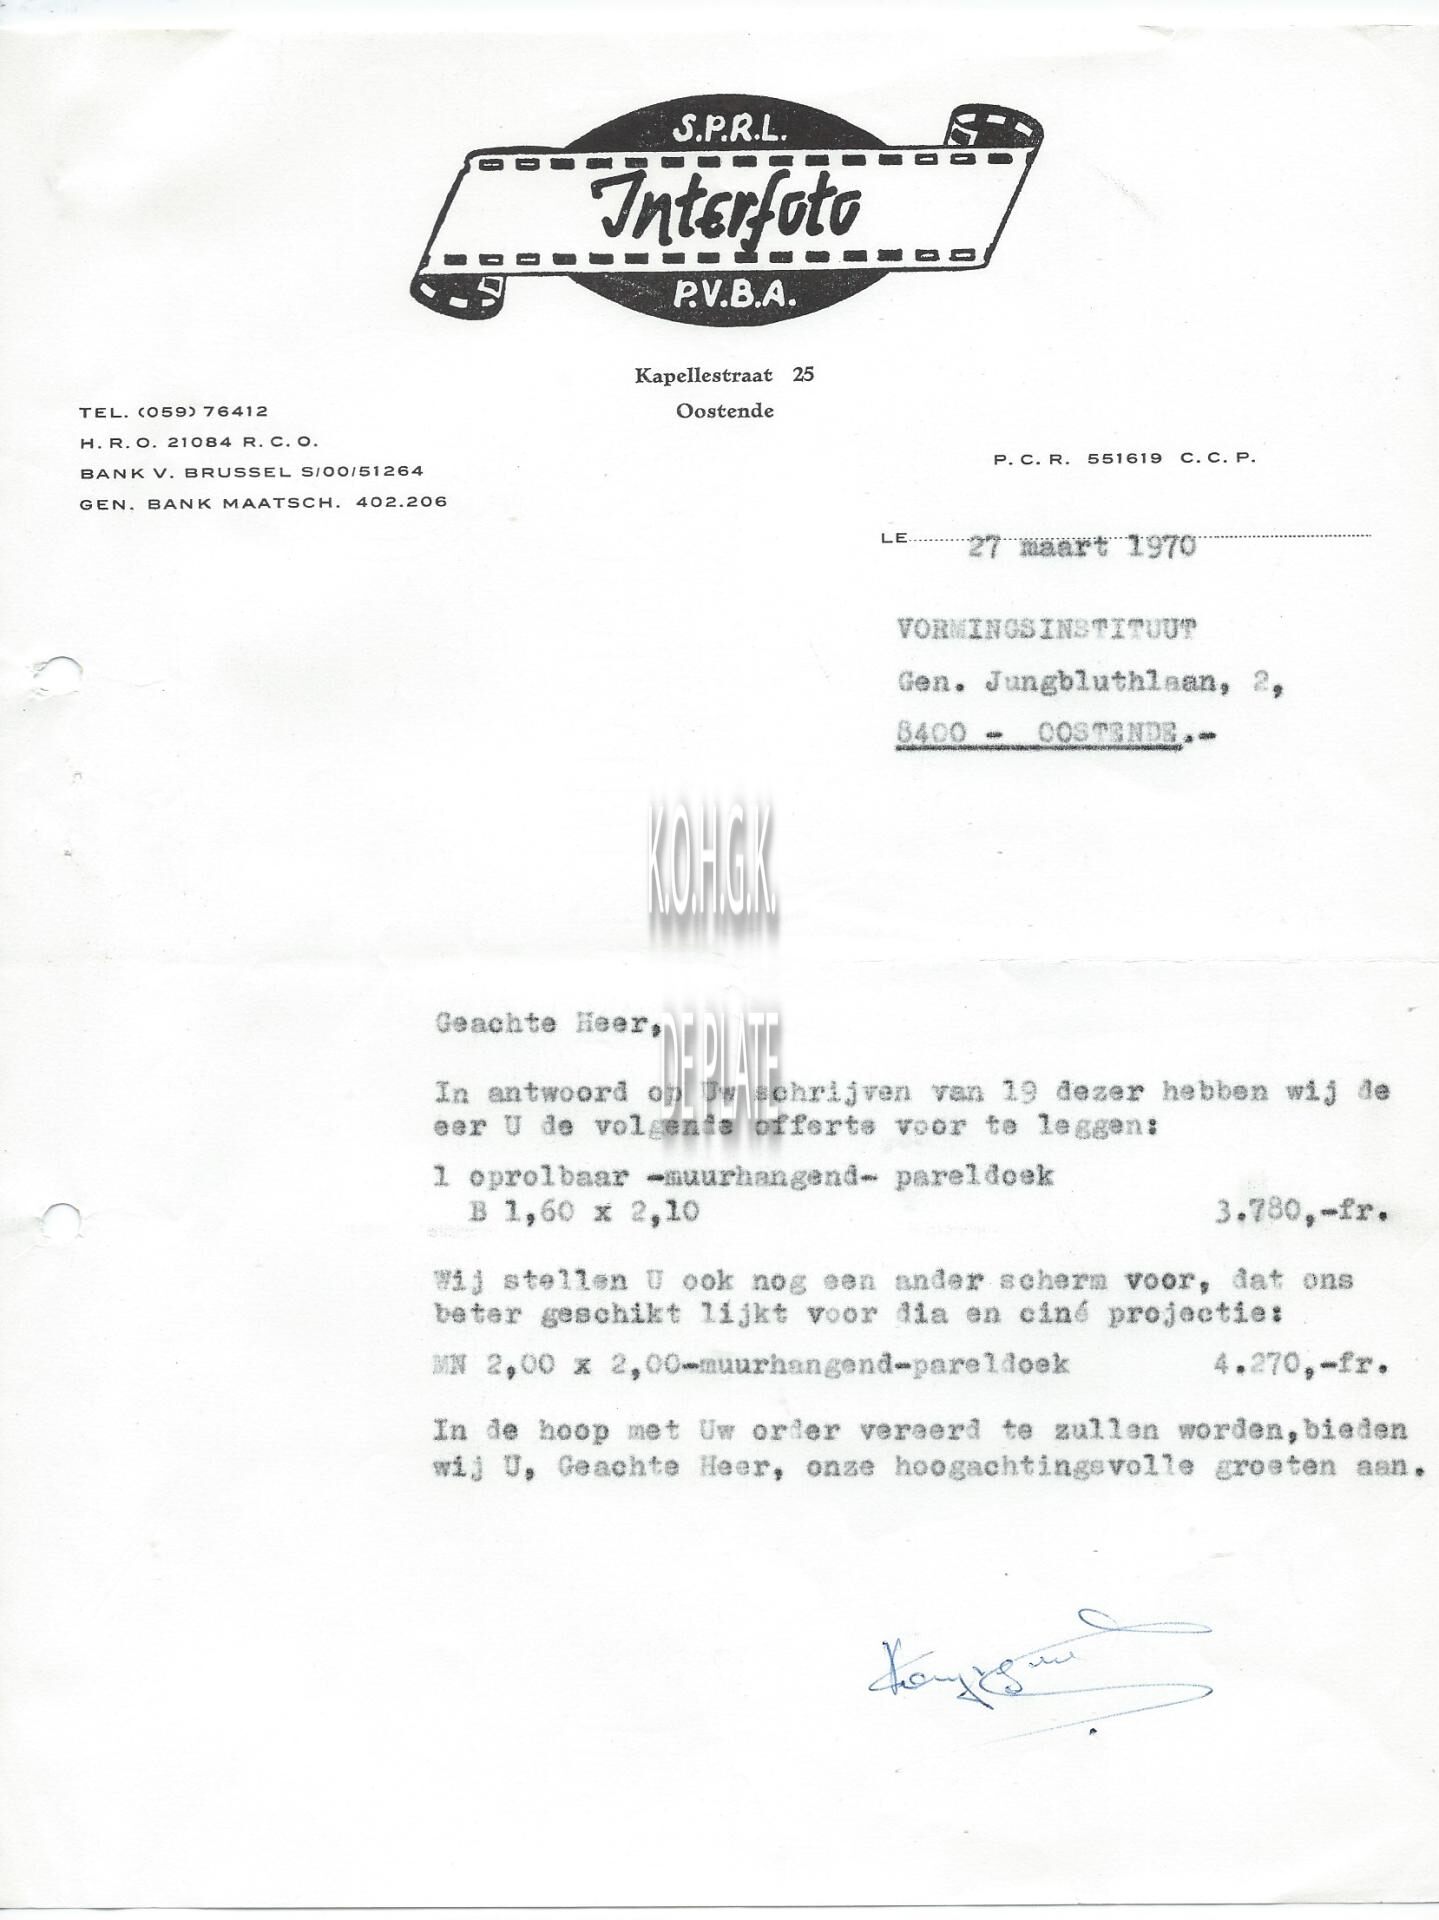 S.P.R.L.
Interfoto
P.V.B.A.
Kapellestraat 25
Oostende
TEL. (059) 76412
H. R. O. 21084 R. C. O.
BANK V. BRUSSEL S/00/51264
GEN. BANK MAATSCH. 402.206
P. C. R. 551619 C. C. P.
LE 27 maart 1970
VORMINGSINSTITUUT
Gen. Jungbluthlaan, 2,
8400 - OOSTENDE.-
K.O.H.G.K.
DE PLATE
Geachte Heer,
In antwoord op Uw schrijven van 19 dezer hebben wij de
eer U de volgende offerte voor te leggen:
1 oprolbaar -muurhangend- pareldoek
B 1,60 x 2,10 3.780,-fr.
Wij stellen U ook nog een ander scherm voor, dat ons
beter geschikt lijkt voor dia en ciné projectie:
MN 2,00 x 2,00-muurhangend-pareldoek 4.270,-fr.
In de hoop met Uw order vereerd te zullen worden,bieden
wij U, Geachte Heer, onze hoogachtingsvolle groeten aan.